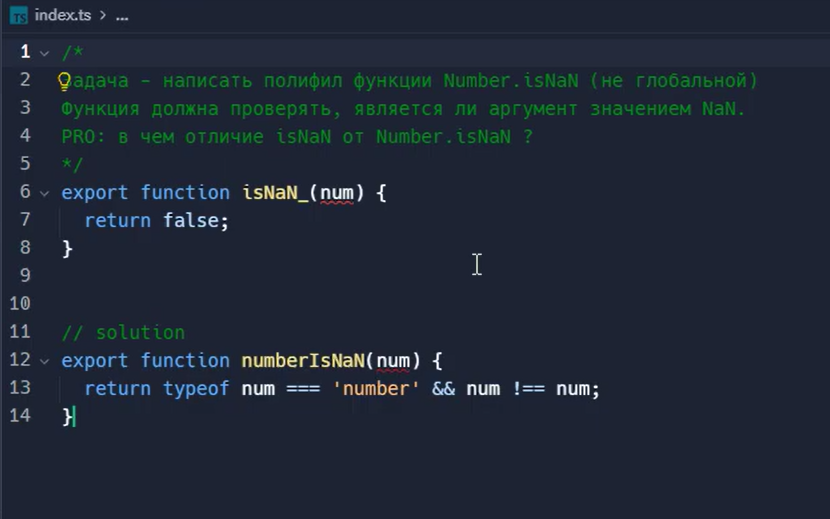 TS index.ts > ...
1 /*
2 адача - написать полифил функции Number.isNaN (не глобальной)
3 Функция должна проверять, является ли аргумент значением NaN.
4 PRO: в чем отличие isNaN от Number.isNaN ?
5 */
6 export function isNaN_(num) {
7 return false;
8 }
9
10
11 // solution
12 export function numberIsNaN(num) {
13 return typeof num === 'number' && num !== num;
14 }